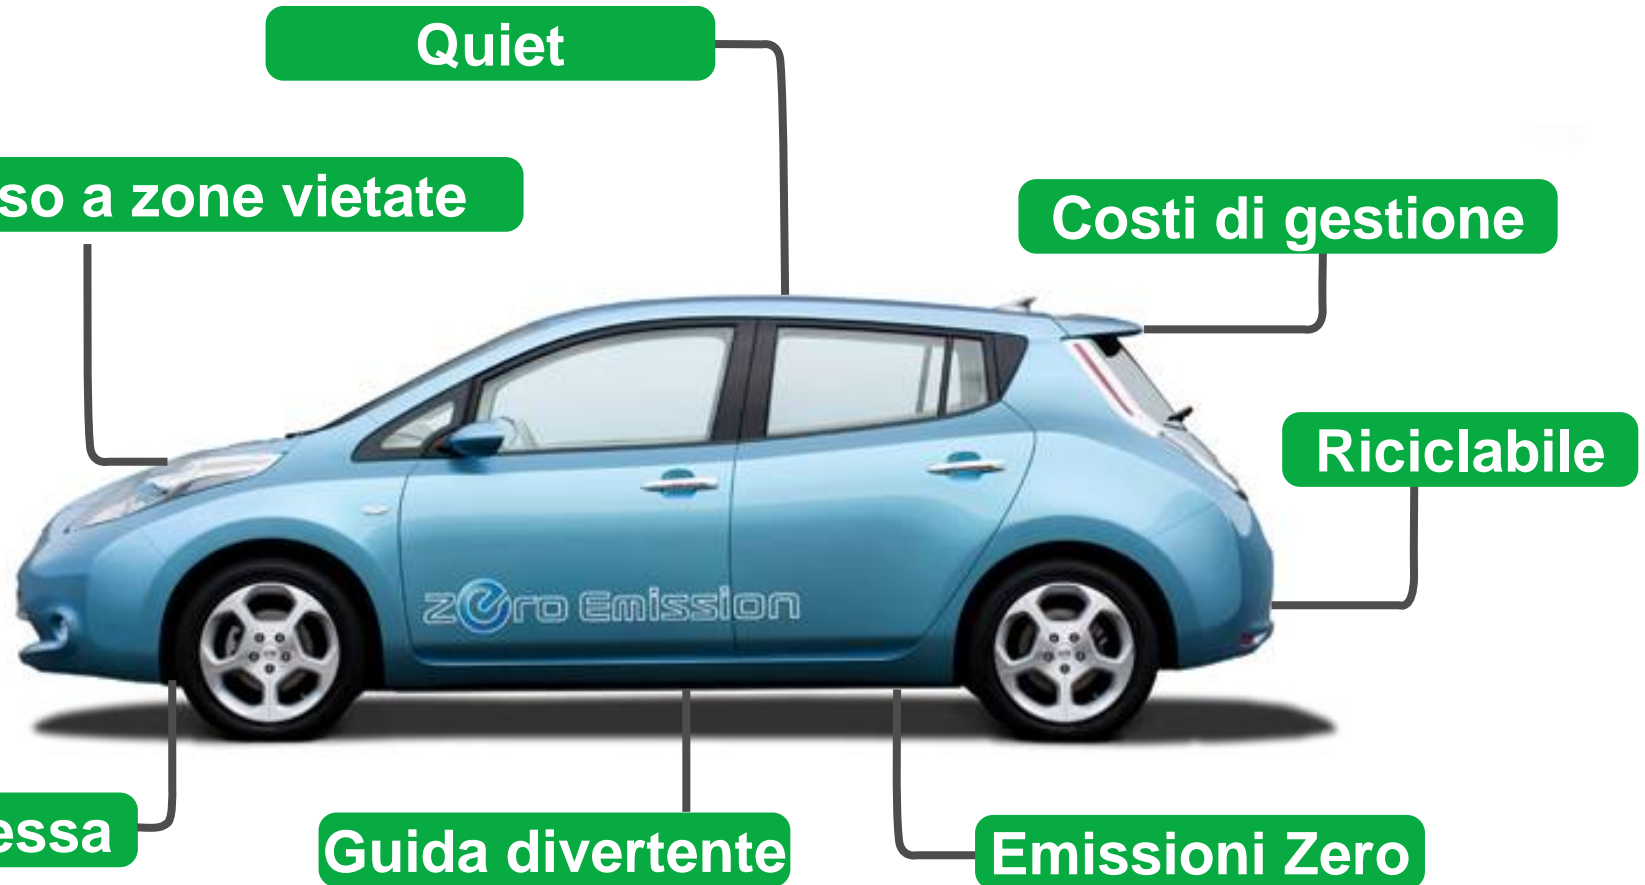 Quiet
so a zone vietate
Costi di gestione
Riciclabile
zero Emission
essa
Guida divertente
Emissioni Zero